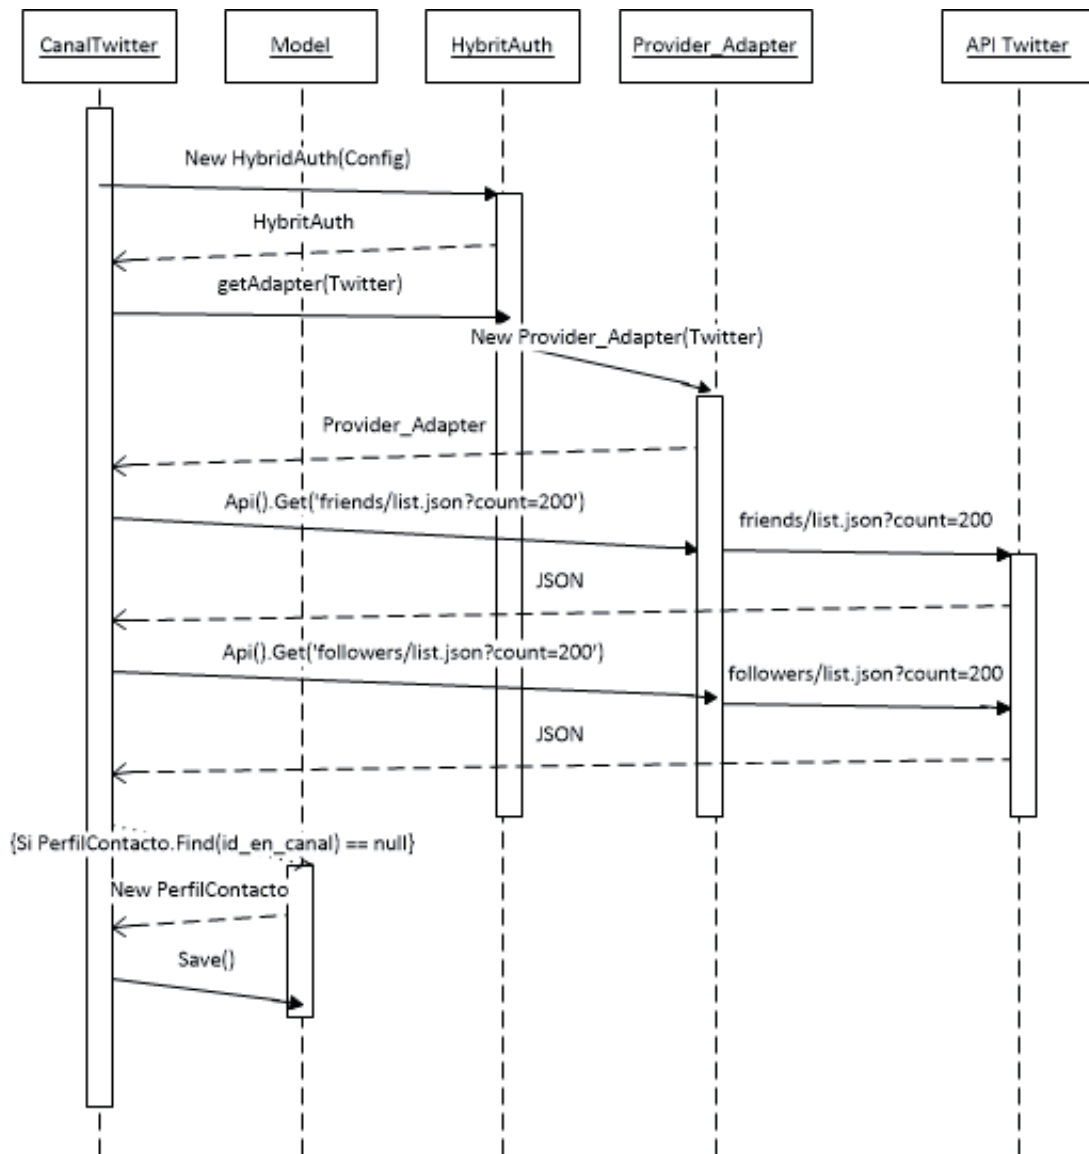 CanalTwitter
Model
HybritAuth
Provider_Adapter
API Twitter
New HybridAuth(Config)
HybritAuth
getAdapter(Twitter)
New Provider_Adapter(Twitter)
Provider_Adapter
Api().Get('friends/list.json?count=200')
friends/list.json?count=200
JSON
Api().Get('followers/list.json?count=200')
followers/list.json?count=200
JSON
{Si PerfilContacto.Find(id_en_canal) == null}
New PerfilContacto
Save()